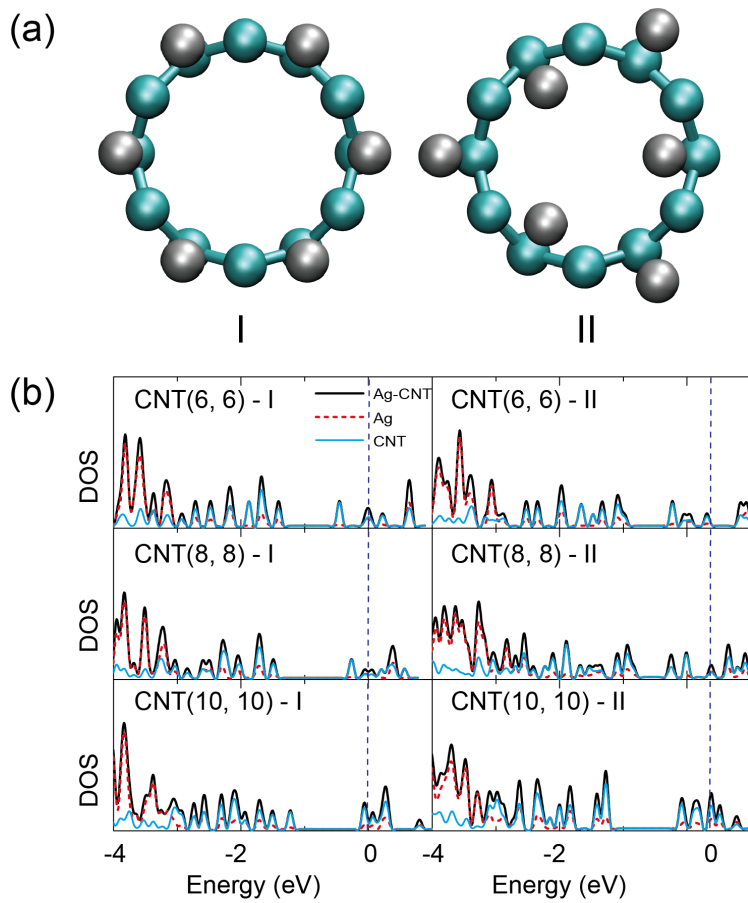 (a)
I II
(b)
CNT(6, 6) - I
Ag-CNT
Ag
CNT
CNT(6, 6) - II
DOS
CNT(8, 8) - I
CNT(8, 8) - II
DOS
CNT(10, 10) - I
CNT(10, 10) - II
DOS
-4 -2 0 -4 -2 0
Energy (eV) Energy (eV)